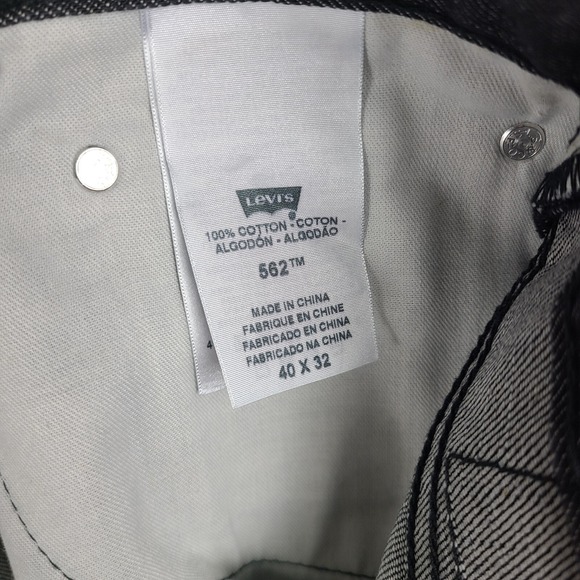 Levi's
100% COTTON - COTON -
ALGODÓN - ALGODÃO
562™
MADE IN CHINA
FABRIQUE EN CHINE
FABRICADO EN CHINA
FABRICADO NA CHINA
40 X 32
4